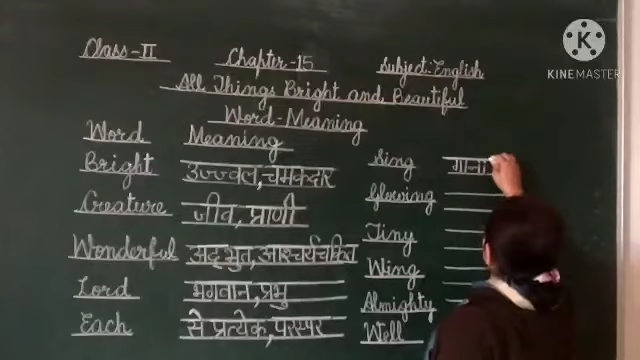 Class-II Chapter-15 Subject:English
All Things Bright and Beautiful
Word-Meaning
Word Meaning
Bright उज्ज्वल,चमकदार
Creature जीव,प्राणी
Wonderful अद्भुत,आश्चर्यचकित
Lord भगवान,प्रभु
Each से प्रत्येक,परस्पर
Sing गाना
Glowing
Tiny
Wing
Almighty
Well
KINEMASTER